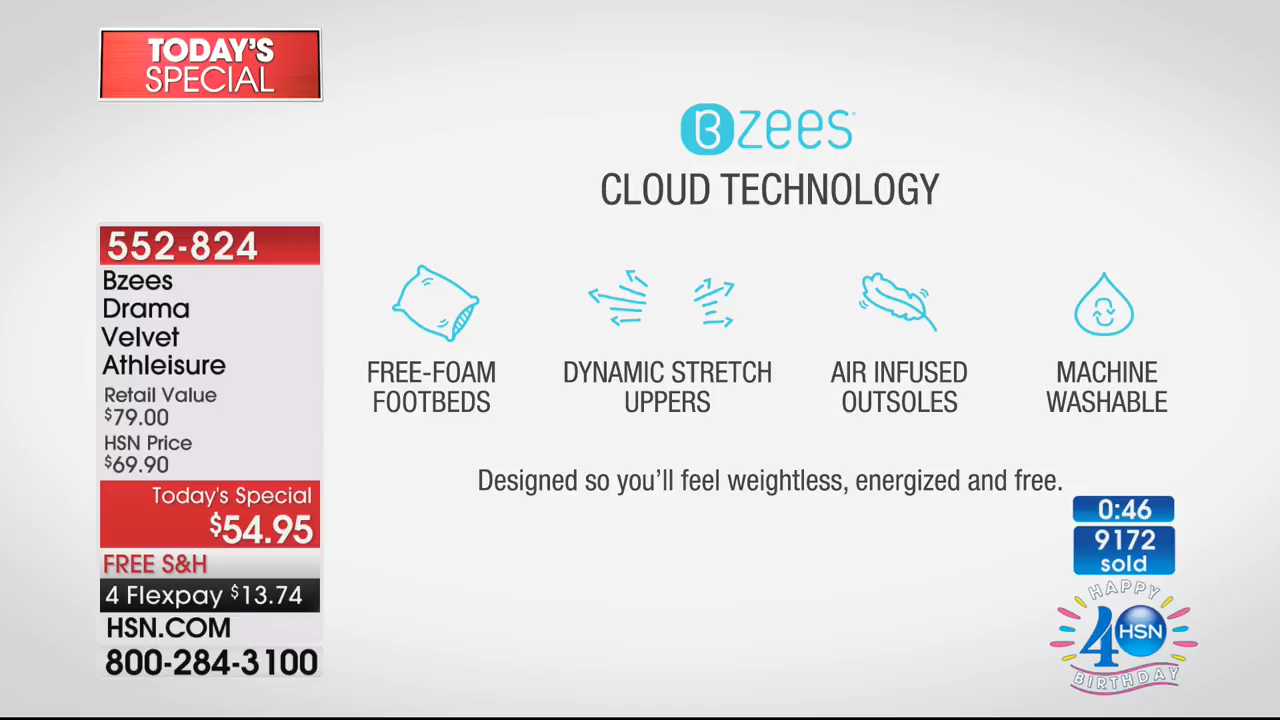 TODAY'S
SPECIAL
Bzees
CLOUD TECHNOLOGY
552-824
Bzees
Drama
Velvet
Athleisure
Retail Value
$79.00
HSN Price
$69.90
Today's Special
$54.95
FREE S&H
4 Flexpay $13.74
HSN.COM
800-284-3100
FREE-FOAM
FOOTBEDS
DYNAMIC STRETCH
UPPERS
AIR INFUSED
OUTSOLES
MACHINE
WASHABLE
Designed so you'll feel weightless, energized and free.
0:46
9172
sold
HAPPY
40 HSN
BIRTHDAY